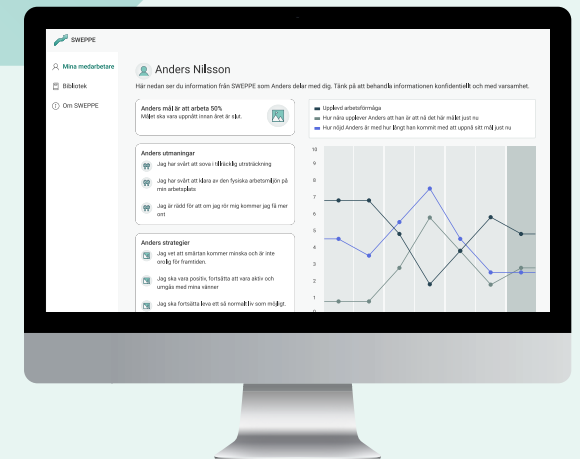 SWEPPE
Mina medarbetare
Bibliotek
Om SWEPPE
Anders Nilsson
Här nedan ser du information från SWEPPE som Anders delar med dig. Tänk på att behandla informationen konfidentiellt och med varsamhet.
Anders mål är att arbeta 50%
Målet ska vara uppnått innan året är slut.
Anders utmaningar
Jag har svårt att sova i tillräcklig utsträckning
Jag har svårt att klara av den fysiska arbetsmiljön på
min arbetsplats
Jag är rädd för att om jag rör mig kommer jag få mer
ont
Anders strategier
Jag vet att smärtan kommer minska och är inte
orolig för framtiden.
Jag ska vara positiv, fortsätta att vara aktiv och
umgås med mina vänner
Jag ska fortsätta leva ett så normalt liv som möjligt.
Upplevd arbetsförmåga
Hur nära upplever Anders att han är att nå det här målet just nu
Hur nöjd Anders är med hur långt han kommit med att uppnå sitt mål just nu
10
9
8
7
6
5
4
3
2
1
0